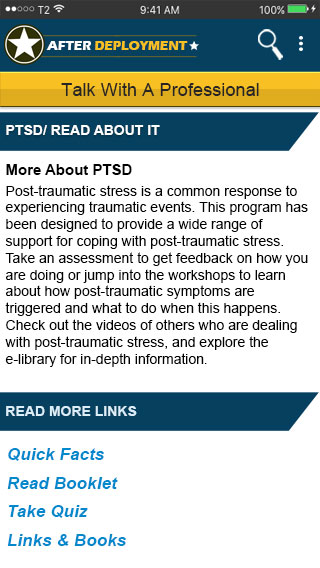 T2 9:41 AM 100%
AFTER DEPLOYMENT
Talk With A Professional
PTSD/ READ ABOUT IT
More About PTSD
Post-traumatic stress is a common response to
experiencing traumatic events. This program has
been designed to provide a wide range of
support for coping with post-traumatic stress.
Take an assessment to get feedback on how you
are doing or jump into the workshops to learn
about how post-traumatic symptoms are
triggered and what to do when this happens.
Check out the videos of others who are dealing
with post-traumatic stress, and explore the
e-library for in-depth information.
READ MORE LINKS
Quick Facts
Read Booklet
Take Quiz
Links & Books